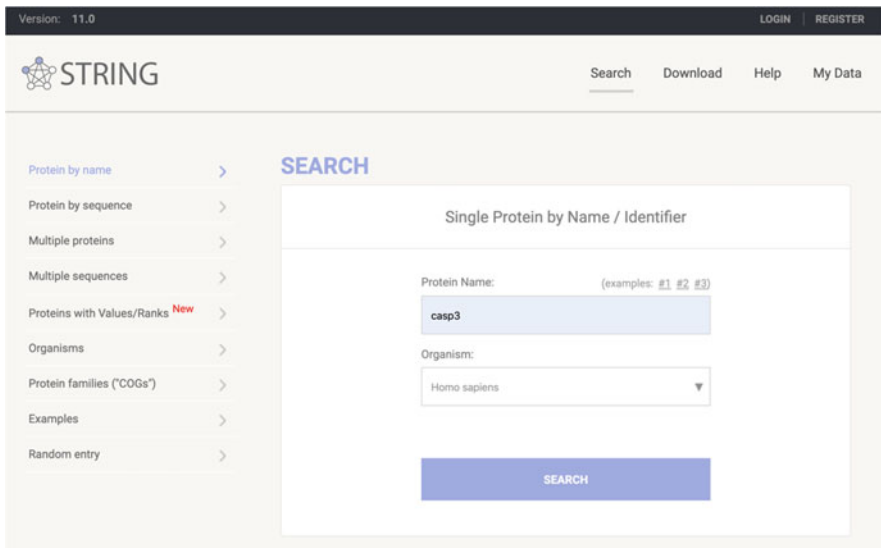 Version: 11.0
LOGIN | REGISTER
STRING
Search Download Help My Data
Protein by name
Protein by sequence
Multiple proteins
Multiple sequences
Proteins with Values/Ranks New
Organisms
Protein families ("COGs")
Examples
Random entry
SEARCH
Single Protein by Name / Identifier
Protein Name: (examples: #1 #2 #3)
casp3
Organism:
Homo sapiens
SEARCH